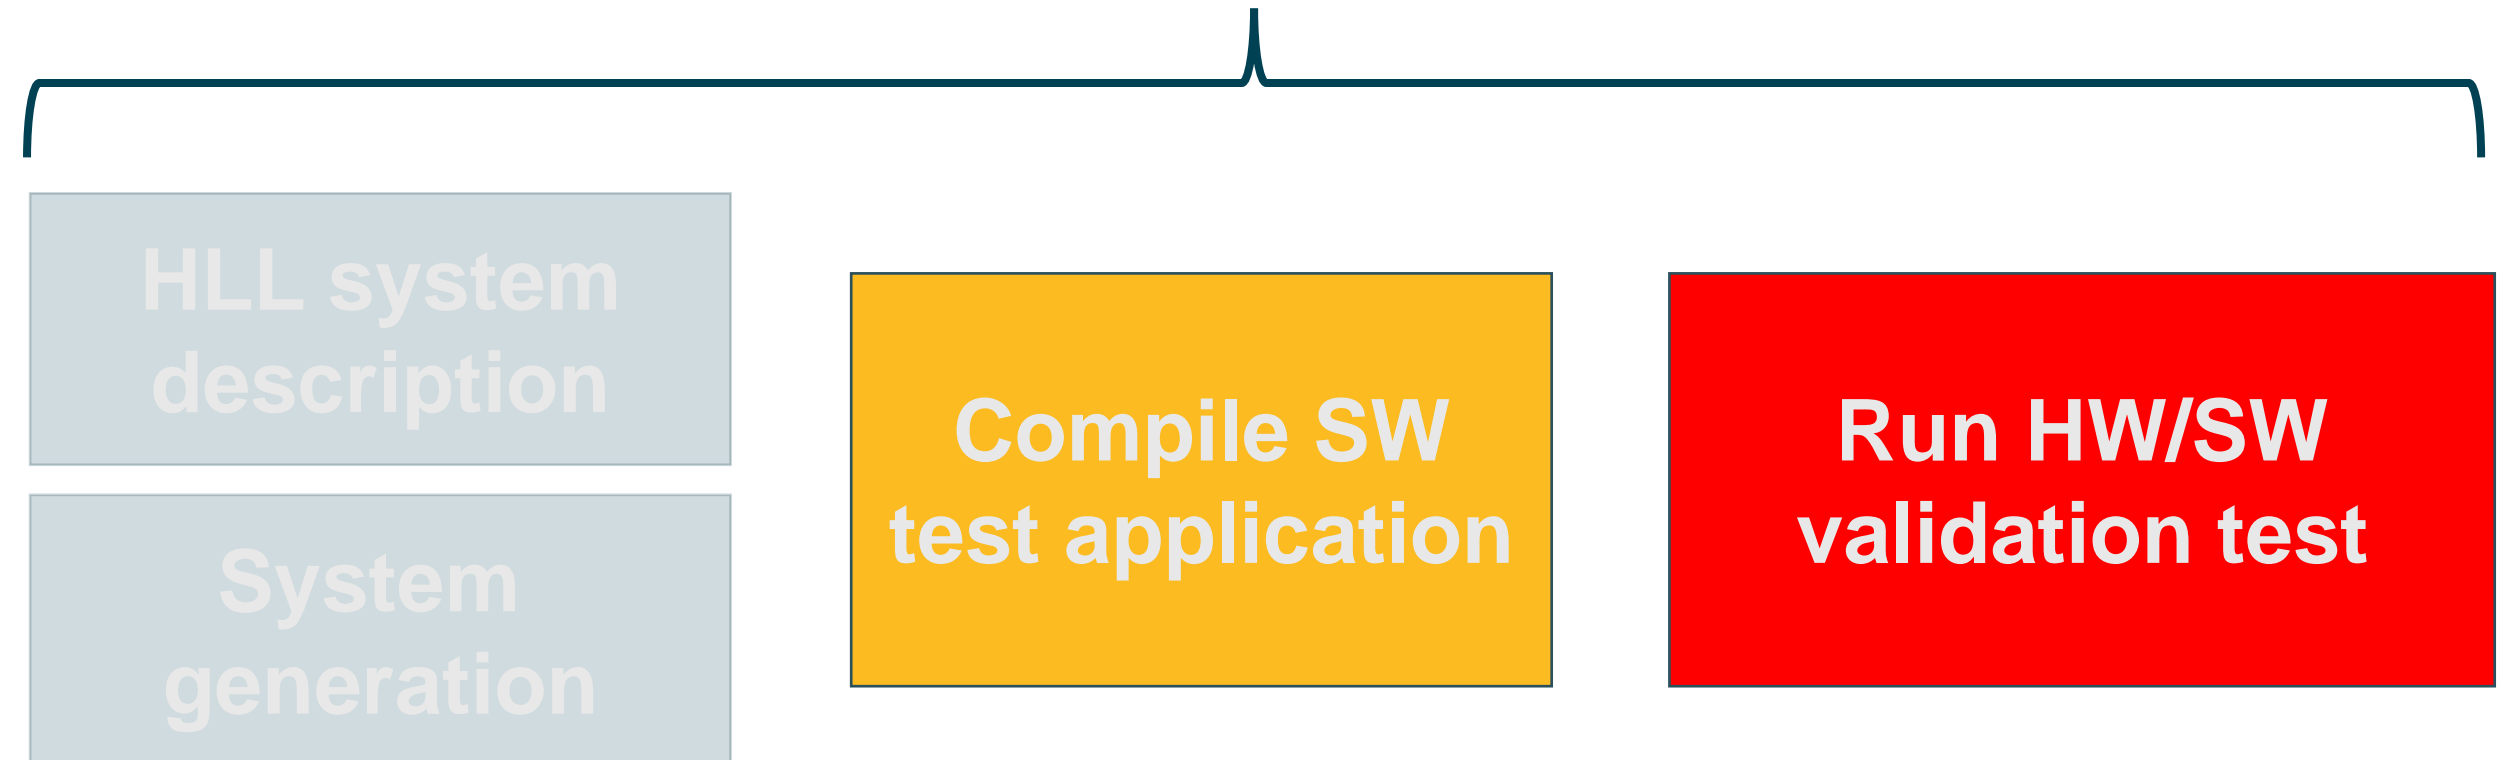 HLL system
description
System
generation
Compile SW
test application
Run HW/SW
validation test